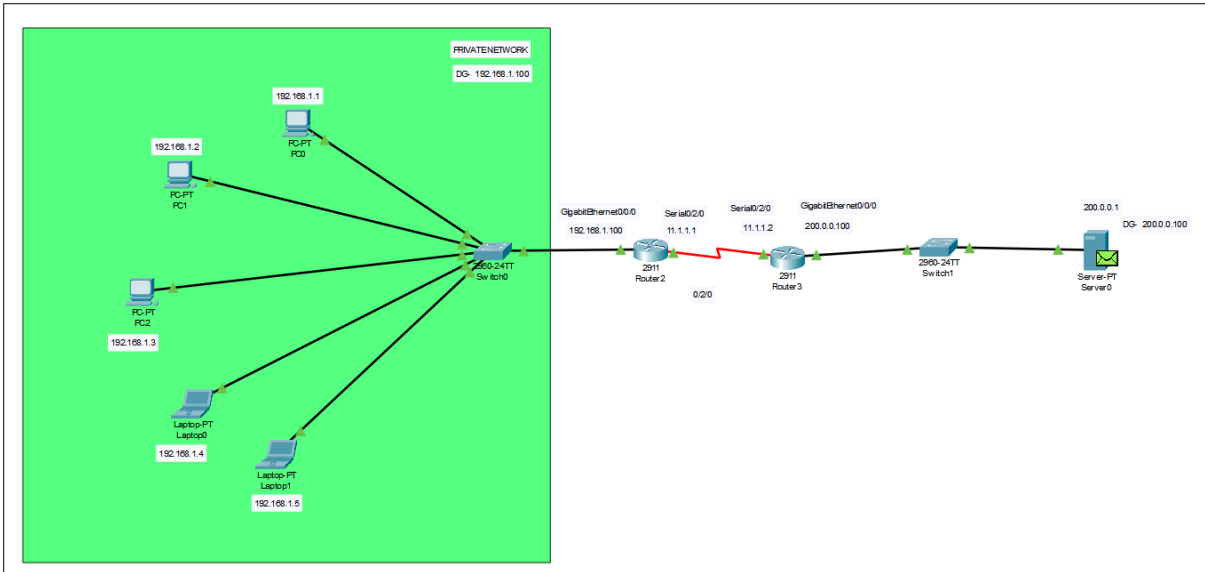 PRIVATENETWORK
DG- 192.168.1.100
192.168.1.1
PC-PT
PC0
192.168.1.2
PC-PT
PC1
PC-PT
PC2
192.168.1.3
Laptop-PT
Laptop0
192.168.1.4
Laptop-PT
Laptop1
192.168.1.5
2960-24TT
Switch0
GigabitEthernet0/0/0
192.168.1.100
Serial0/2/0
11.1.1.1
2911
Router2
0/2/0
Serial0/2/0
11.1.1.2
GigabitEthernet0/0/0
200.0.0.100
2911
Router3
2960-24TT
Switch1
200.0.0.1
DG- 200.0.0.100
Server-PT
Server0